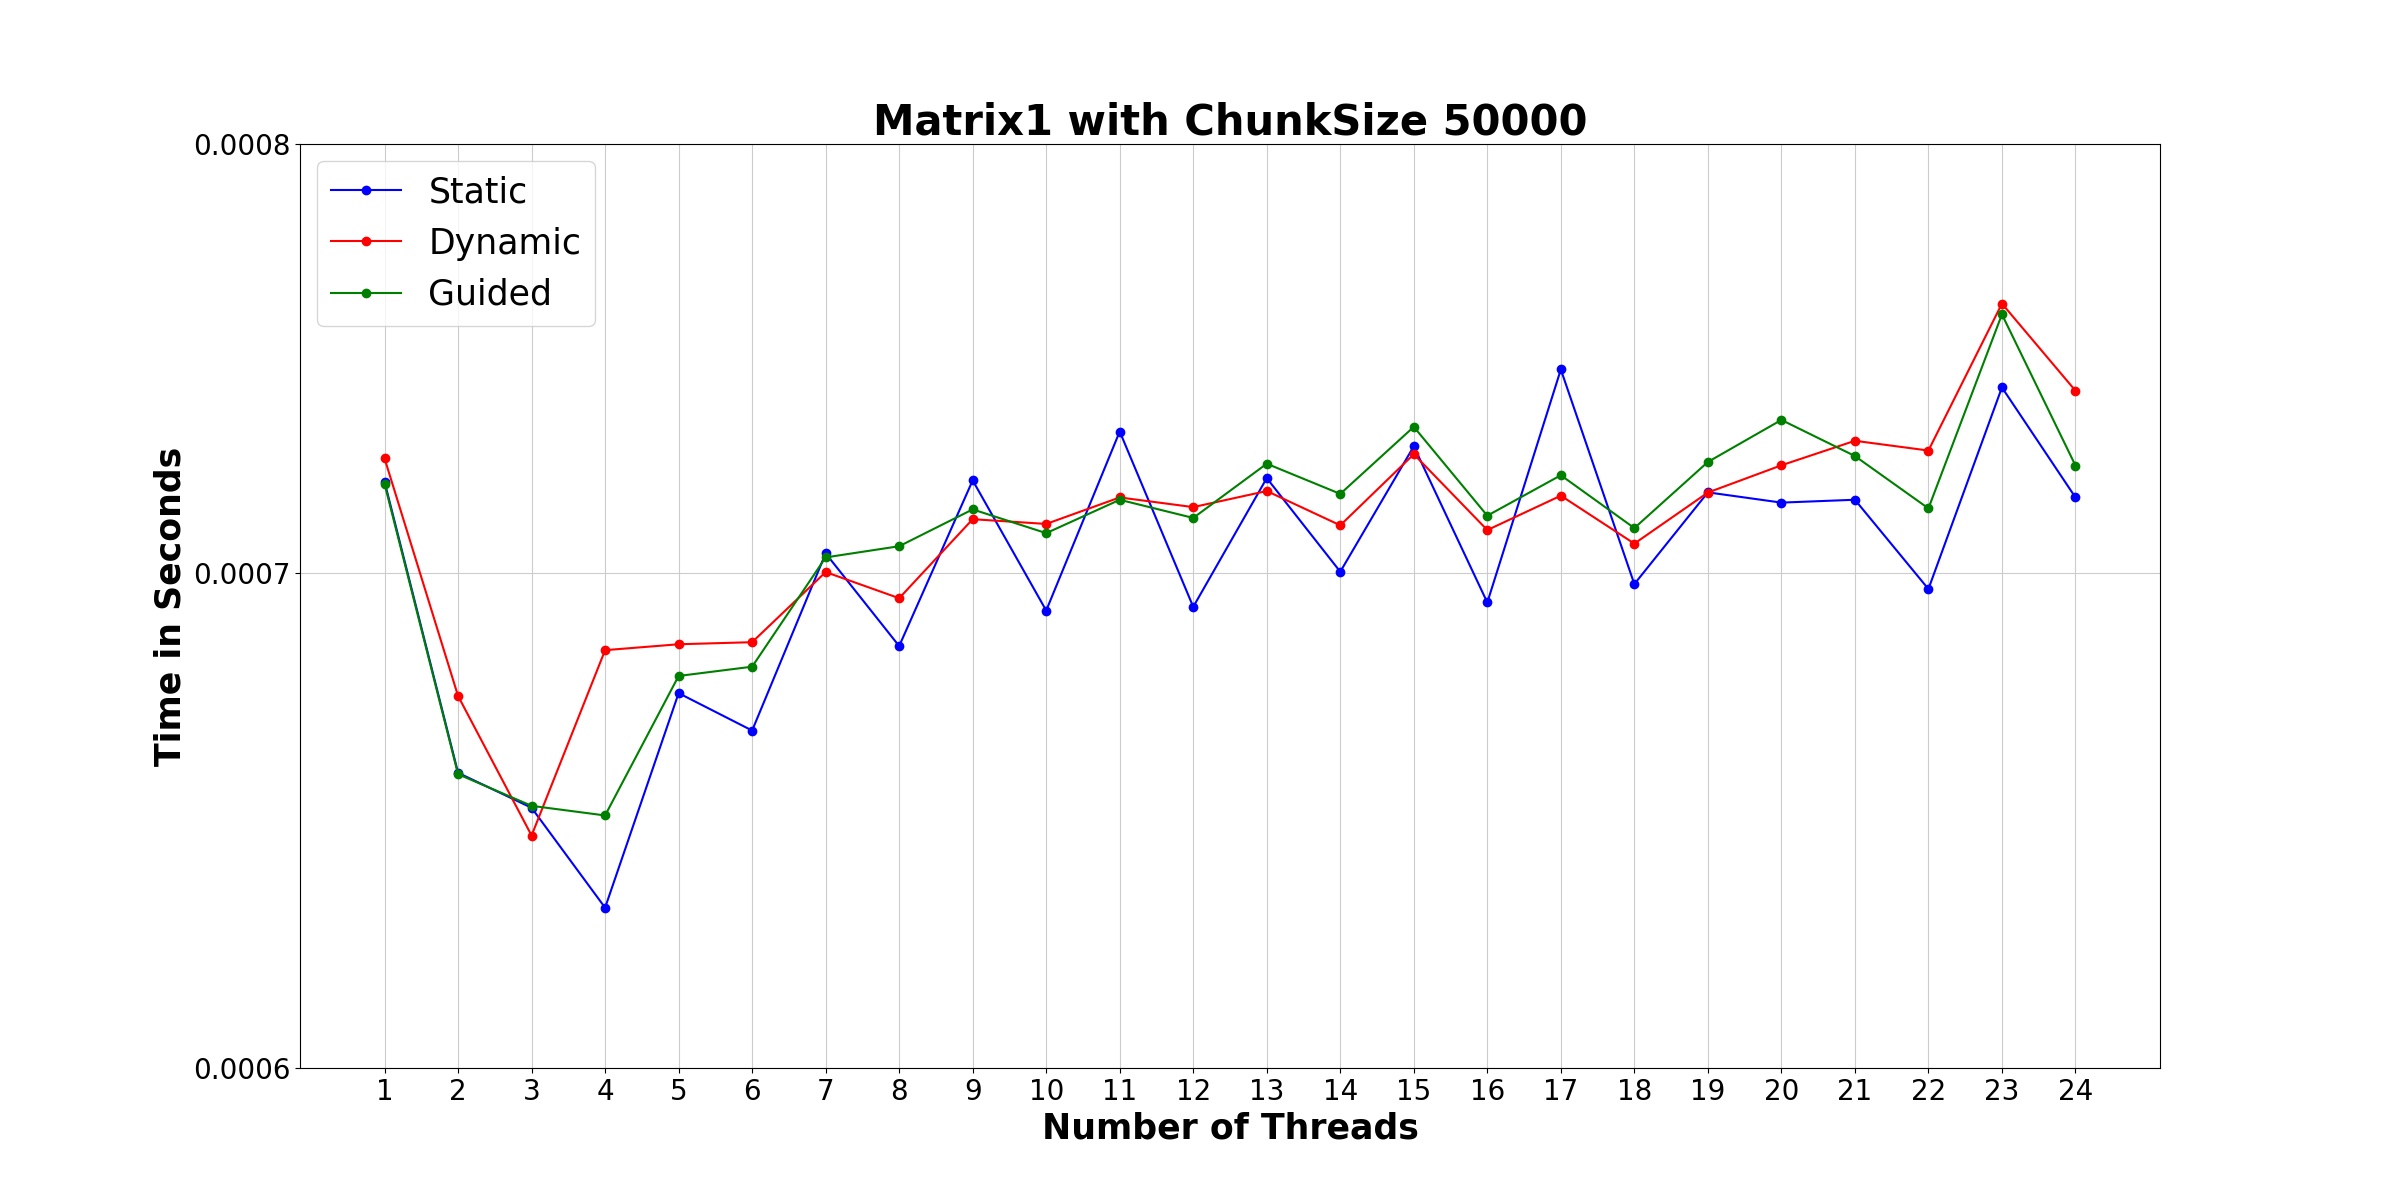 Matrix1 with ChunkSize 50000
0.0008
Static
Dynamic
Guided
Time in Seconds
0.0007
0.0006
1 2 3 4 5 6 7 8 9 10 11 12 13 14 15 16 17 18 19 20 21 22 23 24
Number of Threads